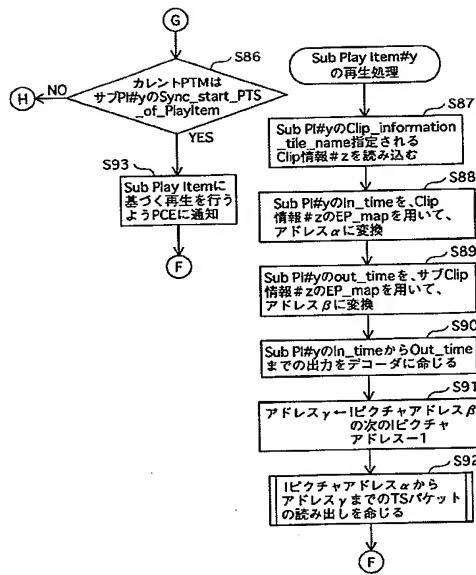 G
S86
カレントPTMは
サブPI#yのSync_start_PTS
_of_PlayItem
NO
H
YES
S93
Sub Play Itemに
基づく再生を行う
ようPCEに通知
F
Sub Play Item#y
の再生処理
S87
Sub PI#yのClip_information
_tile_name指定される
Clip情報#zを読み込む
S88
Sub PI#yのIn_timeを、Clip
情報#zのEP_mapを用いて、
アドレスαに変換
S89
Sub PI#yのout_timeを、サブClip
情報#zのEP_mapを用いて、
アドレスβに変換
S90
Sub PI#yのIn_timeからOut_time
までの出力をデコーダに命じる
S91
アドレスγ←Iピクチャアドレスβ
の次のIピクチャ
アドレスー1
S92
Iピクチャアドレスαから
アドレスγまでのTSパケット
の読み出しを命じる
F